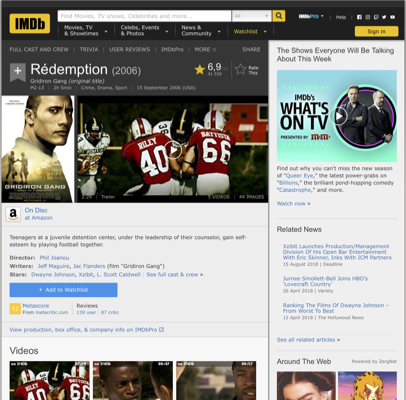 IMDb
Find Movies, TV shows, Celebrities and more...
All
IMDbPro
Help
Movies, TV
& Showtimes
Celebs, Events
& Photos
News &
Community
Watchlist
Sign in
FULL CAST AND CREW | TRIVIA | USER REVIEWS | IMDbPro | MORE
SHARE
Rédemption (2006)
Gridiron Gang (original title)
PG-13 | 2h 5min | Crime, Drama, Sport | 15 September 2006 (USA)
6,9
Rate
This
GRIDIRON GANG
RED
40
BATTISTA
66
2:29 | Trailer
5 VIDEOS | 44 IMAGES
On Disc
at Amazon
Teenagers at a juvenile detention center, under the leadership of their counselor, gain self-
esteem by playing football together.
Director: Phil Joanou
Writers: Jeff Maguire, Jac Flanders (film "Gridiron Gang")
Stars: Dwayne Johnson, Xzibit, L. Scott Caldwell | See full cast & crew »
+ Add to Watchlist
Metascore
From metacritic.com
Reviews
139 user | 87 critic
View production, box office, & company info on IMDbPro
Videos
The Shows Everyone Will Be Talking
About This Week
IMDb's
WHAT'S
ON TV
PRESENTED BY
Find out why you can't miss the new season
of "Queer Eye," the latest power-grabs on
"Billions," the brilliant pond-hopping comedy
"Catastrophe," and more.
Watch now »
Related News
Xzibit Launches Production/Management
Division Of His Open Bar Entertainment
With Eric Skinner, Inks With ICM Partners
15 August 2018 | Deadline
Jurnee Smollett-Bell Joins HBO's
'Lovecraft Country'
26 April 2018 | Variety
Ranking The Films Of Dwayne Johnson –
From Worst To Best
12 April 2018 | The Hollywood News
See all related articles »
Around The Web
Powered by ZergNet